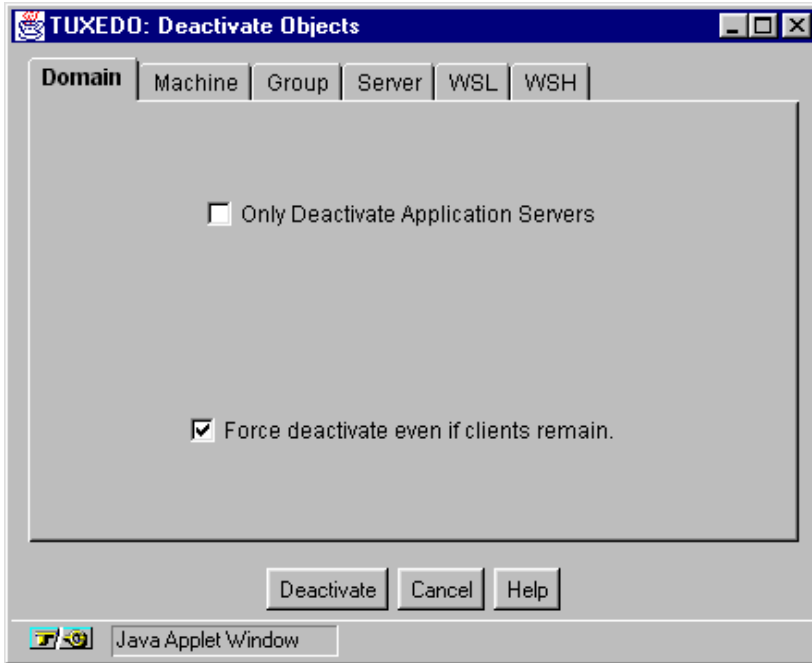 TUXEDO: Deactivate Objects
Domain Machine Group Server WSL WSH
Only Deactivate Application Servers
Force deactivate even if clients remain.
Deactivate Cancel Help
Java Applet Window